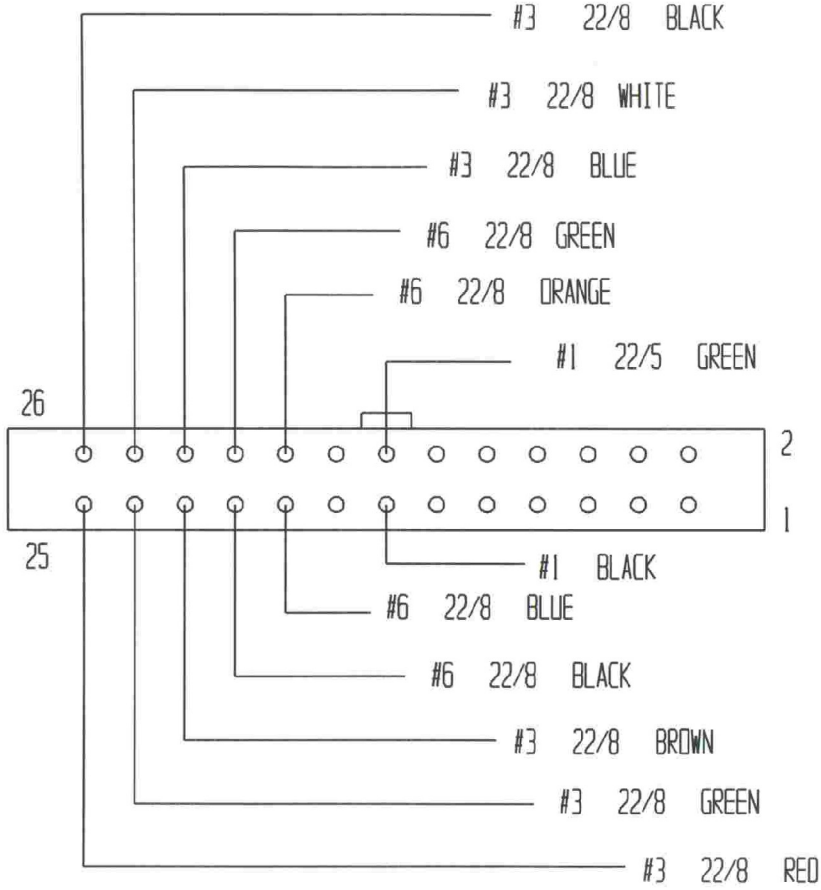 #3 22/8 BLACK
#3 22/8 WHITE
#3 22/8 BLUE
#6 22/8 GREEN
#6 22/8 ORANGE
#1 22/5 GREEN
26
2
25
1
#1 BLACK
#6 22/8 BLUE
#6 22/8 BLACK
#3 22/8 BROWN
#3 22/8 GREEN
#3 22/8 RED